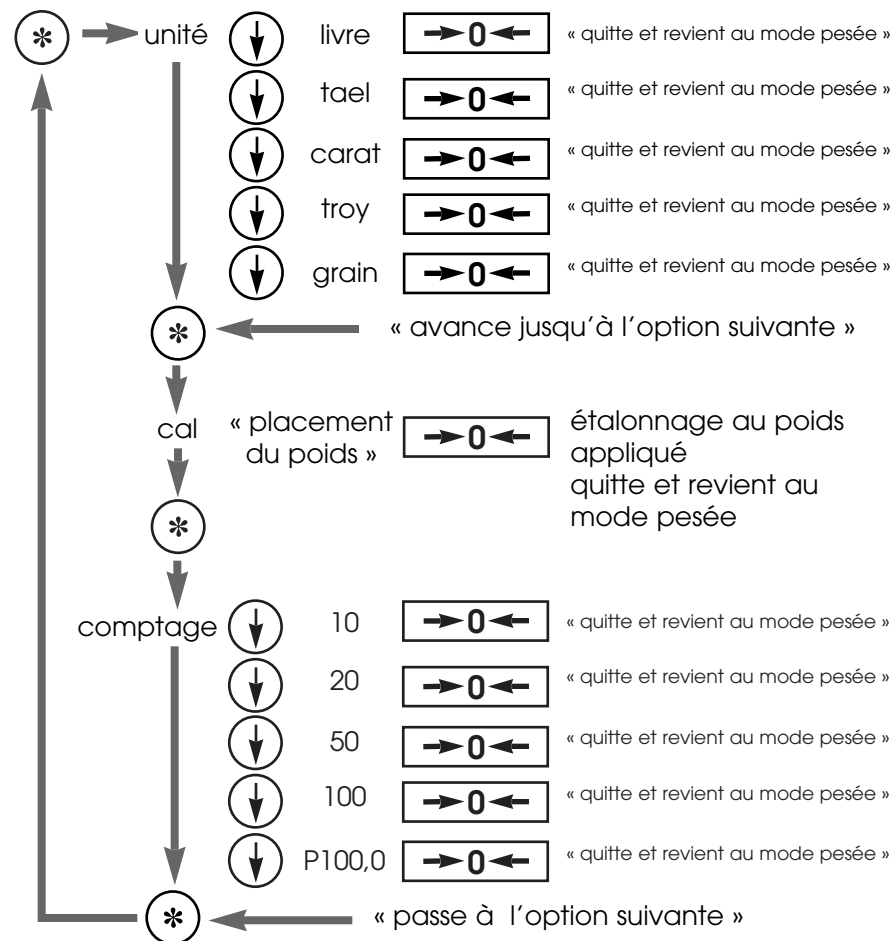 * unité ↓ livre →0← « quitte et revient au mode pesée »
↓ tael →0← « quitte et revient au mode pesée »
↓ carat →0← « quitte et revient au mode pesée »
↓ troy →0← « quitte et revient au mode pesée »
↓ grain →0← « quitte et revient au mode pesée »
* « avance jusqu’à l’option suivante »
cal « placement du poids » →0← étalonnage au poids
appliqué
quitte et revient au
mode pesée
*
comptage ↓ 10 →0← « quitte et revient au mode pesée »
↓ 20 →0← « quitte et revient au mode pesée »
↓ 50 →0← « quitte et revient au mode pesée »
↓ 100 →0← « quitte et revient au mode pesée »
↓ P100,0 →0← « quitte et revient au mode pesée »
* « passe à l’option suivante »